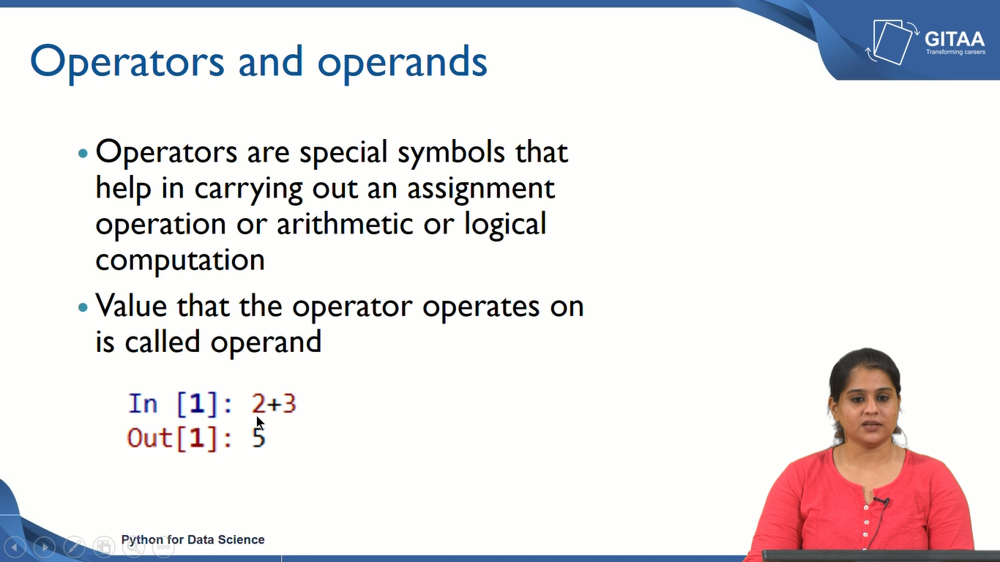 GITAA
Transforming careers
Operators and operands
• Operators are special symbols that
help in carrying out an assignment
operation or arithmetic or logical
computation
• Value that the operator operates on
is called operand
In [1]: 2+3
Out[1]: 5
Python for Data Science